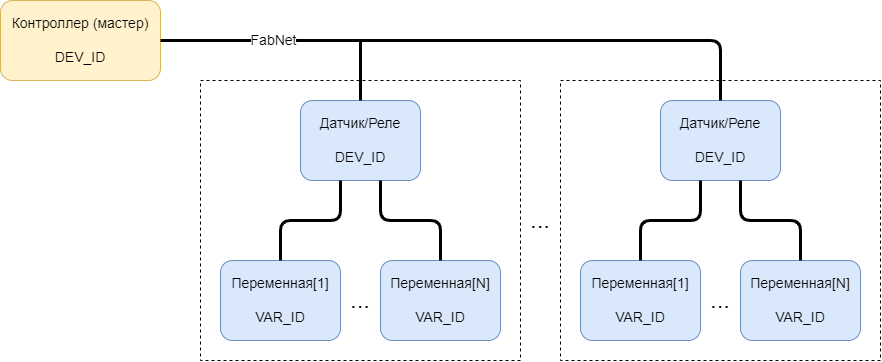 Контроллер (мастер)
DEV_ID
FabNet
Датчик/Реле
DEV_ID
Датчик/Реле
DEV_ID
...
Переменная[1]
VAR_ID
...
Переменная[N]
VAR_ID
Переменная[1]
VAR_ID
...
Переменная[N]
VAR_ID